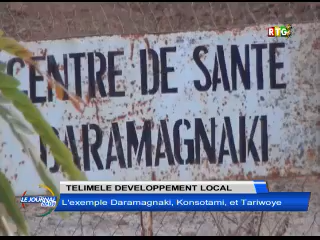 RTG
CENTRE DE SANTE
DARAMAGNAKI
TELIMELE DEVELOPPEMENT LOCAL
LE JOURNAL
L'exemple Daramagnaki, Konsotami, et Tariwoye